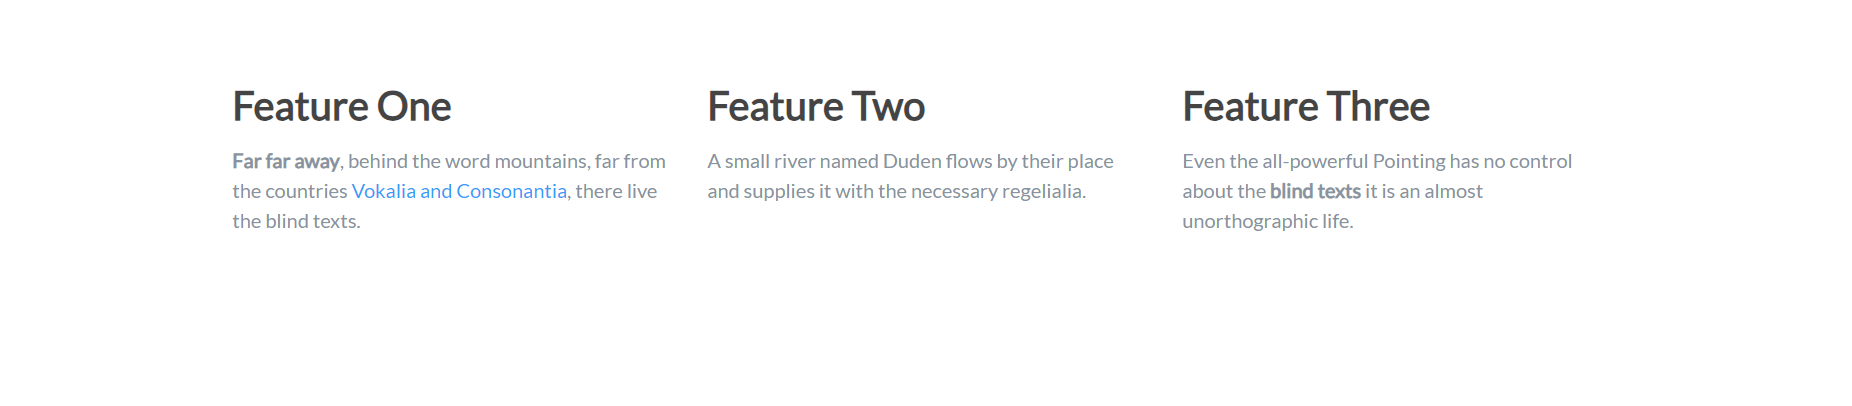 Feature One
Far far away, behind the word mountains, far from
the countries Vokalia and Consonantia, there live
the blind texts.
Feature Two
A small river named Duden flows by their place
and supplies it with the necessary regelialia.
Feature Three
Even the all-powerful Pointing has no control
about the blind texts it is an almost
unorthographic life.